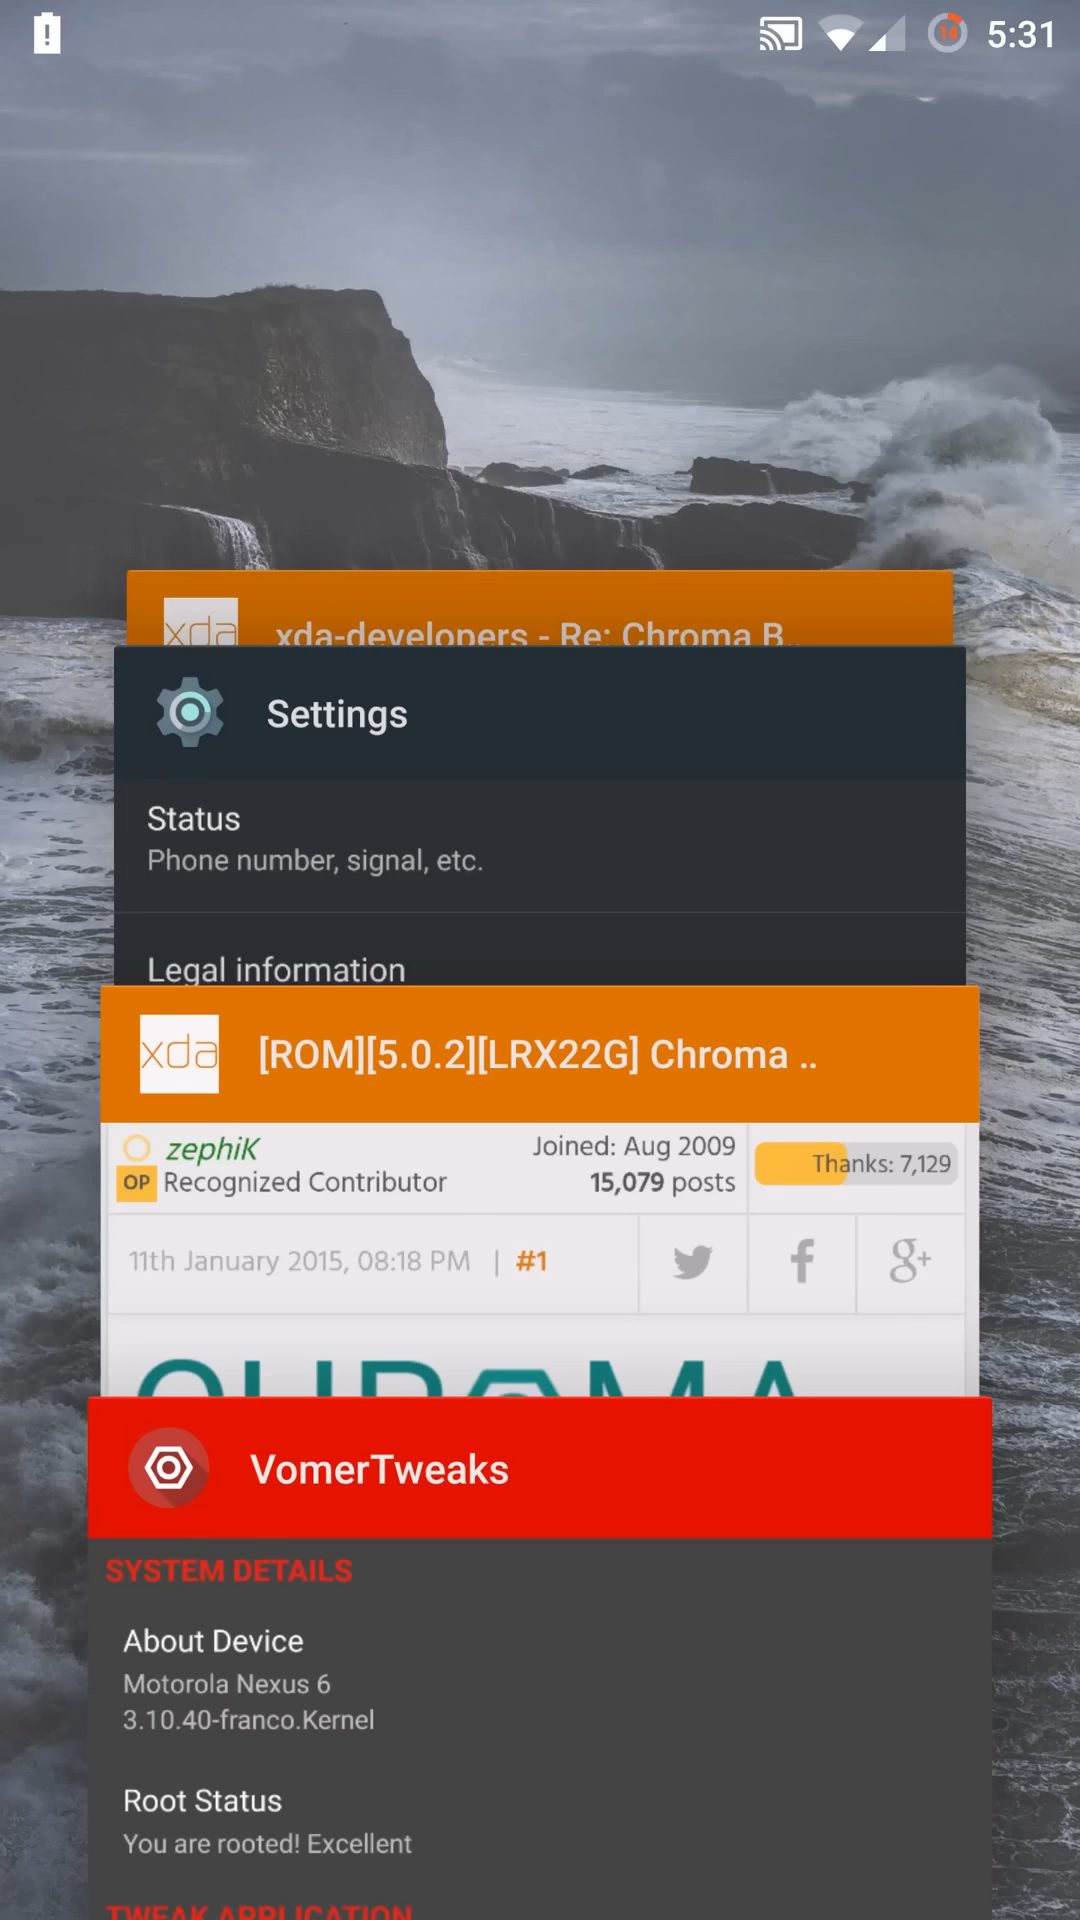 14 5:31
xda xda-developers - Re: Chroma B..
Settings
Status
Phone number, signal, etc.
Legal information
xda [ROM][5.0.2][LRX22G] Chroma ..
zephiK Joined: Aug 2009 Thanks: 7,129
OP Recognized Contributor 15,079 posts
11th January 2015, 08:18 PM | #1
CHROMA
VomerTweaks
SYSTEM DETAILS
About Device
Motorola Nexus 6
3.10.40-franco.Kernel
Root Status
You are rooted! Excellent
TWEAK APPLICATION